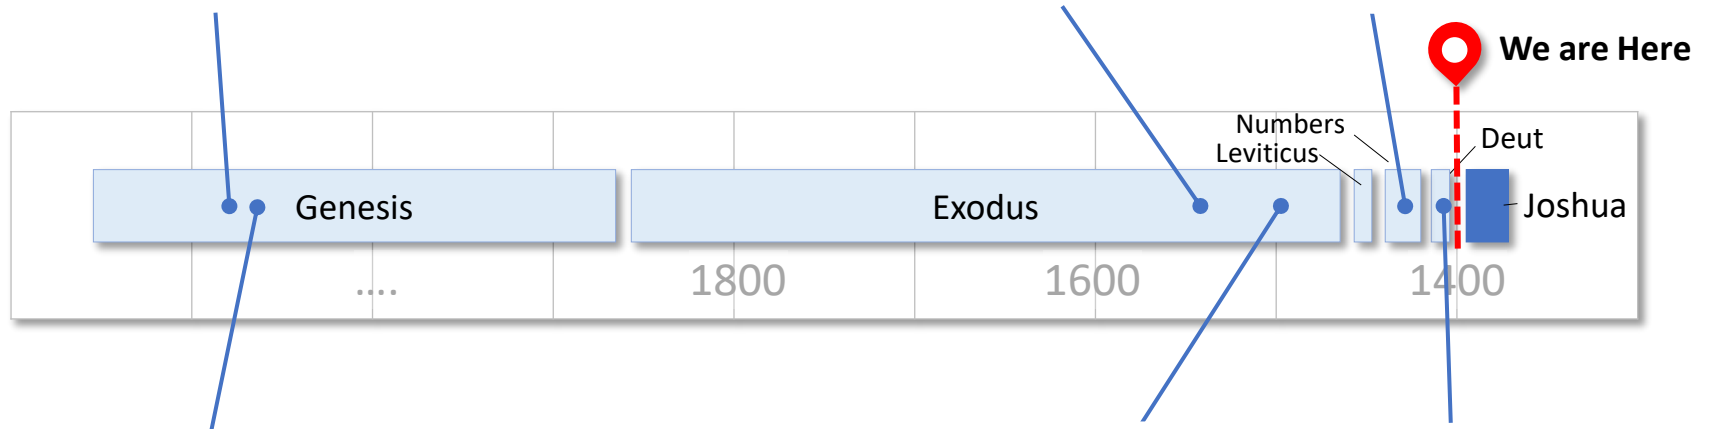 We are Here
Numbers
Leviticus
Deut
Genesis
Exodus
Joshua
....
1800
1600
1400